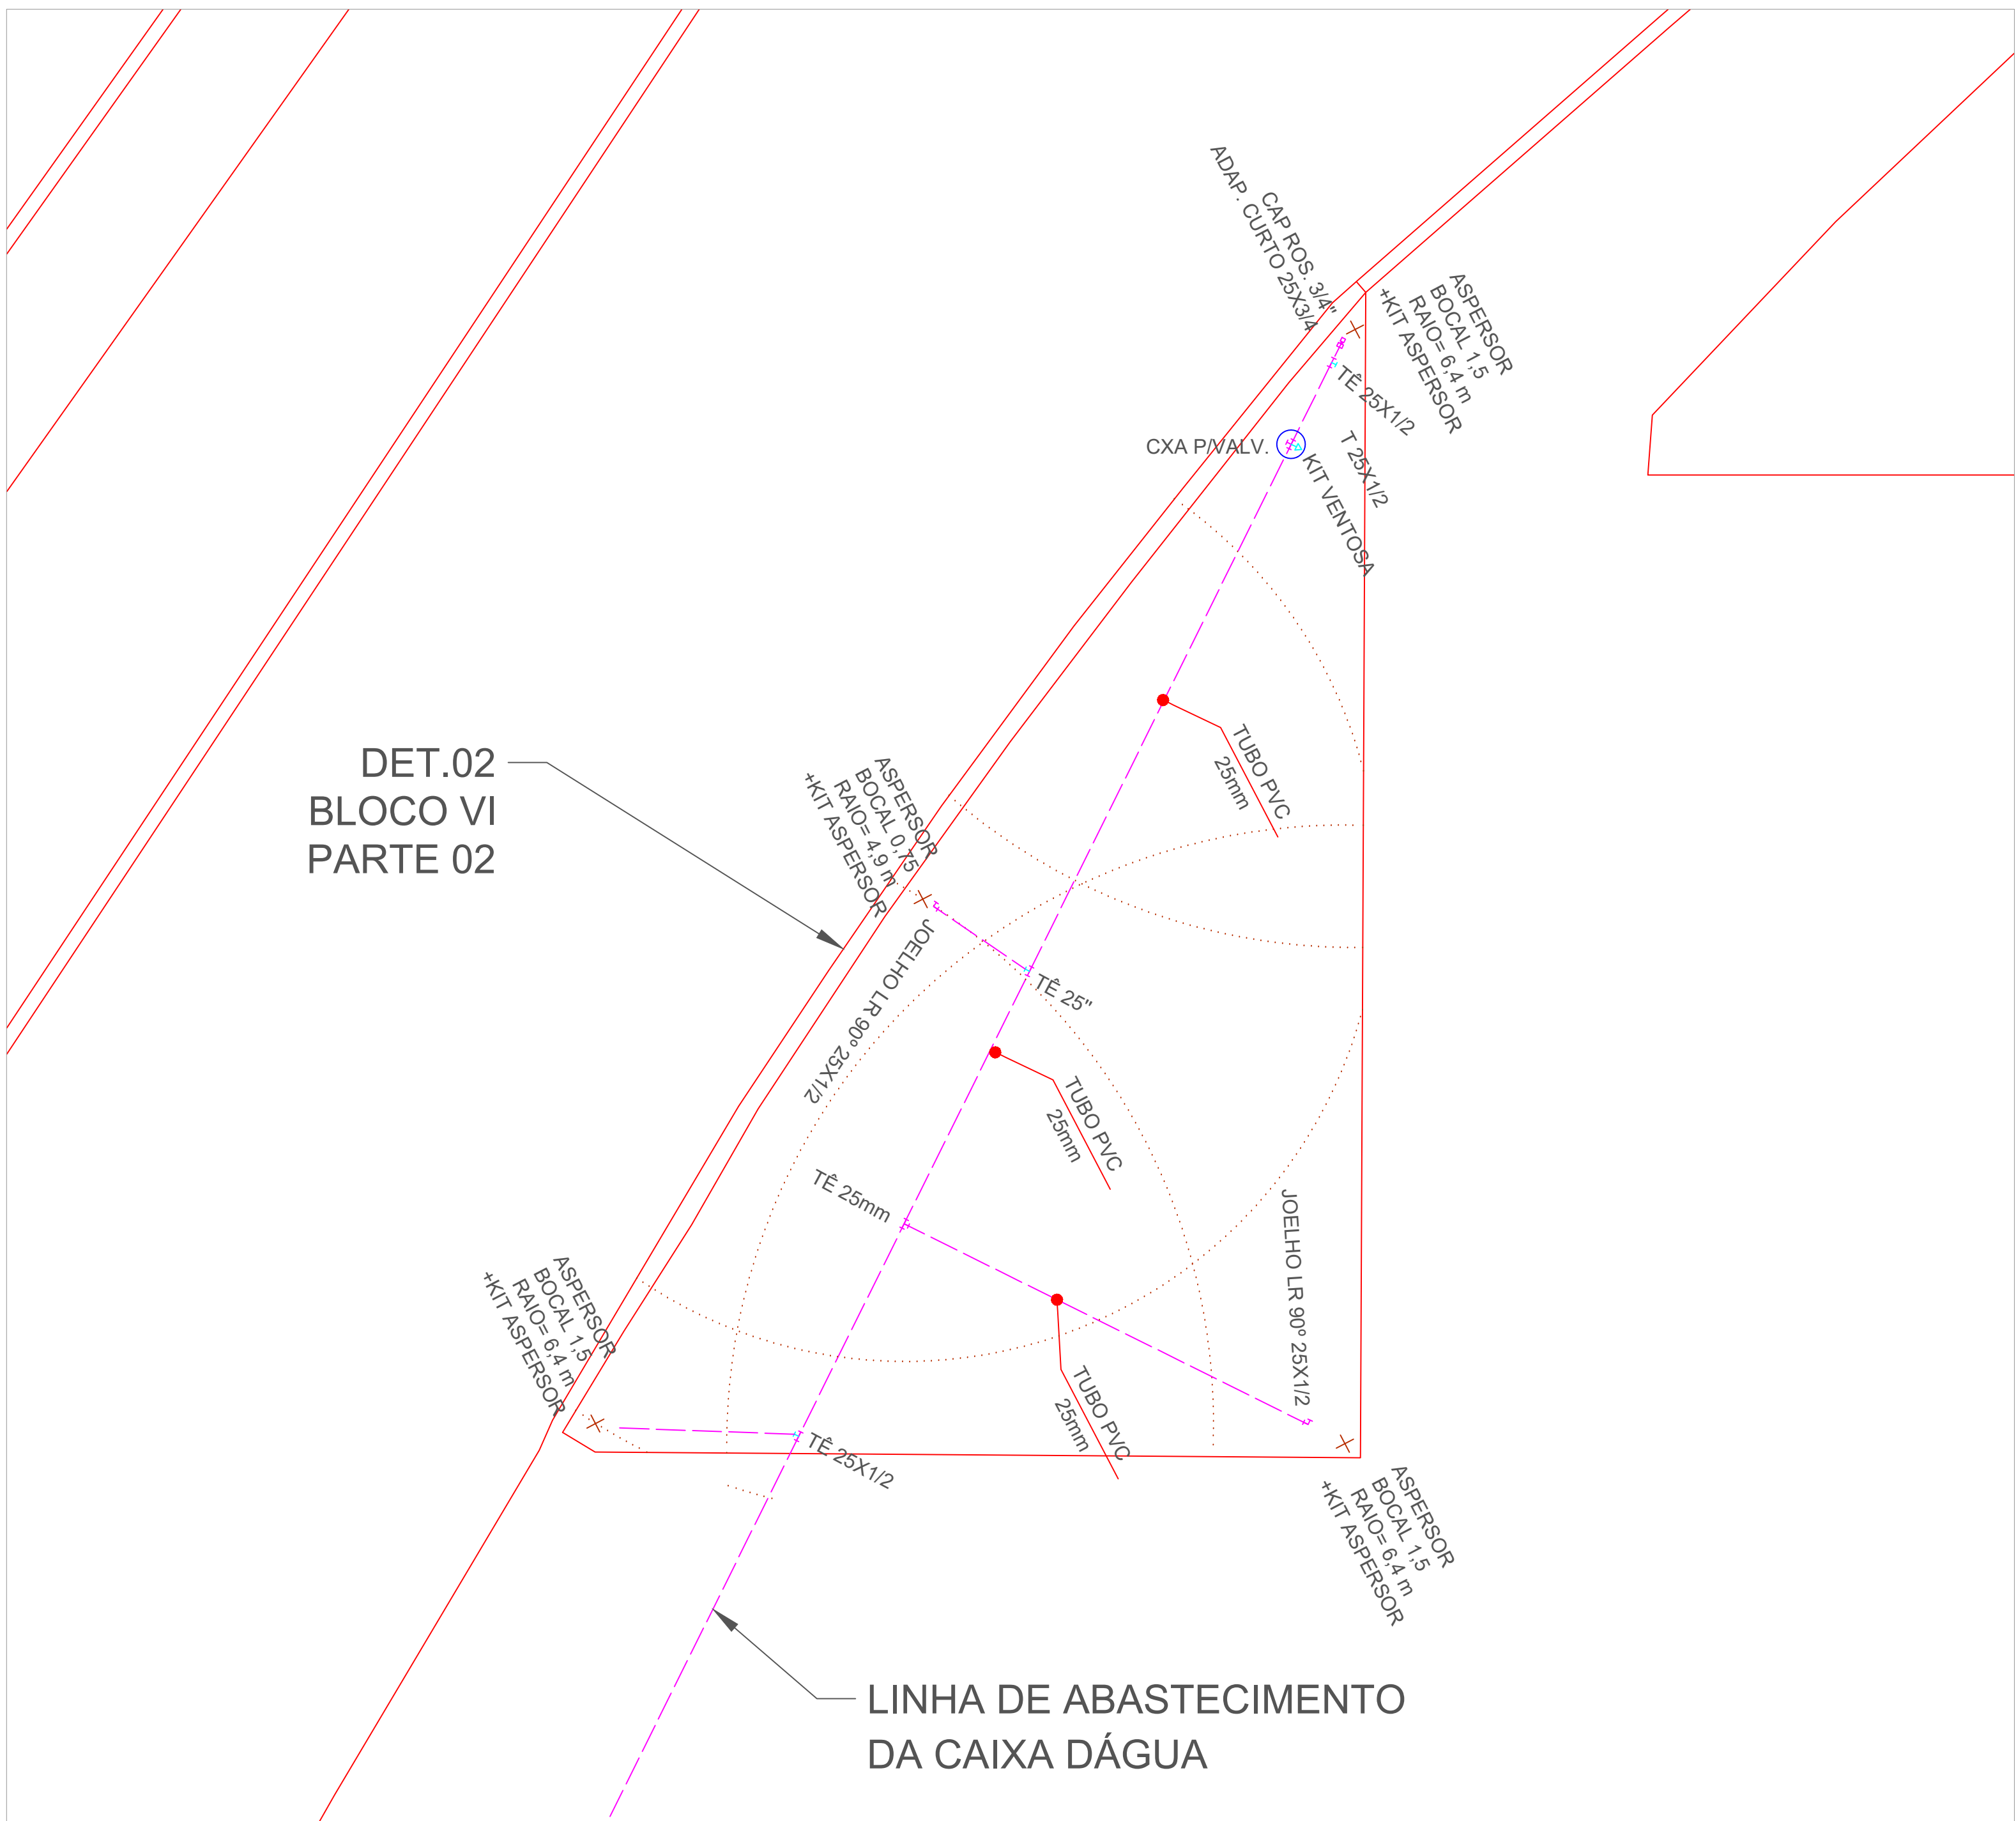 ADAP. CURTO 25X3/4
CAP ROS. 3/4"
ASPERSOR
BOCAL 1,5
RAIO= 6,4 m
+KIT ASPERSOR
TÊ 25X1/2
T 25X1/2
CXA P/VALV.
KIT VENTOSA
TUBO PVC
25mm
DET.02
BLOCO VI
PARTE 02
ASPERSOR
BOCAL 0,75
RAIO= 4,9 m
+KIT ASPERSOR
JOELHO LR 90º 25X1/2
TÊ 25"
TUBO PVC
25mm
TÊ 25mm
JOELHO LR 90º 25X1/2
ASPERSOR
BOCAL 1,5
RAIO= 6,4 m
+KIT ASPERSOR
TUBO PVC
25mm
TÊ 25X1/2
ASPERSOR
BOCAL 1,5
RAIO= 6,4 m
+KIT ASPERSOR
LINHA DE ABASTECIMENTO
DA CAIXA DÁGUA